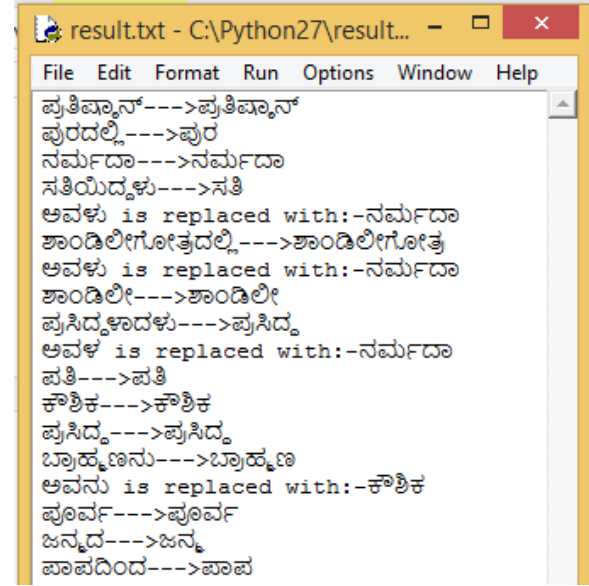 result.txt - C:\Python27\result...
File Edit Format Run Options Window Help
ಪ್ರತಿಷ್ಠಾನ್--->ಪ್ರತಿಷ್ಠಾನ್
ಪುರದಲ್ಲಿ--->ಪುರ
ನರ್ಮದಾ--->ನರ್ಮದಾ
ಸತಿಯಿದ್ದಳು--->ಸತಿ
ಅವಳು is replaced with:-ನರ್ಮದಾ
ಶಾಂಡಿಲೀಗೋತ್ರದಲ್ಲಿ--->ಶಾಂಡಿಲೀಗೋತ್ರ
ಅವಳು is replaced with:-ನರ್ಮದಾ
ಶಾಂಡಿಲೀ--->ಶಾಂಡಿಲೀ
ಪ್ರಸಿದ್ಧಳಾದಳು--->ಪ್ರಸಿದ್ಧ
ಅವಳ is replaced with:-ನರ್ಮದಾ
ಪತಿ--->ಪತಿ
ಕೌಶಿಕ--->ಕೌಶಿಕ
ಪ್ರಸಿದ್ಧ--->ಪ್ರಸಿದ್ಧ
ಬ್ರಾಹ್ಮಣನು--->ಬ್ರಾಹ್ಮಣ
ಅವನು is replaced with:-ಕೌಶಿಕ
ಪೂರ್ವ--->ಪೂರ್ವ
ಜನ್ಮದ--->ಜನ್ಮ
ಪಾಪದಿಂದ--->ಪಾಪ